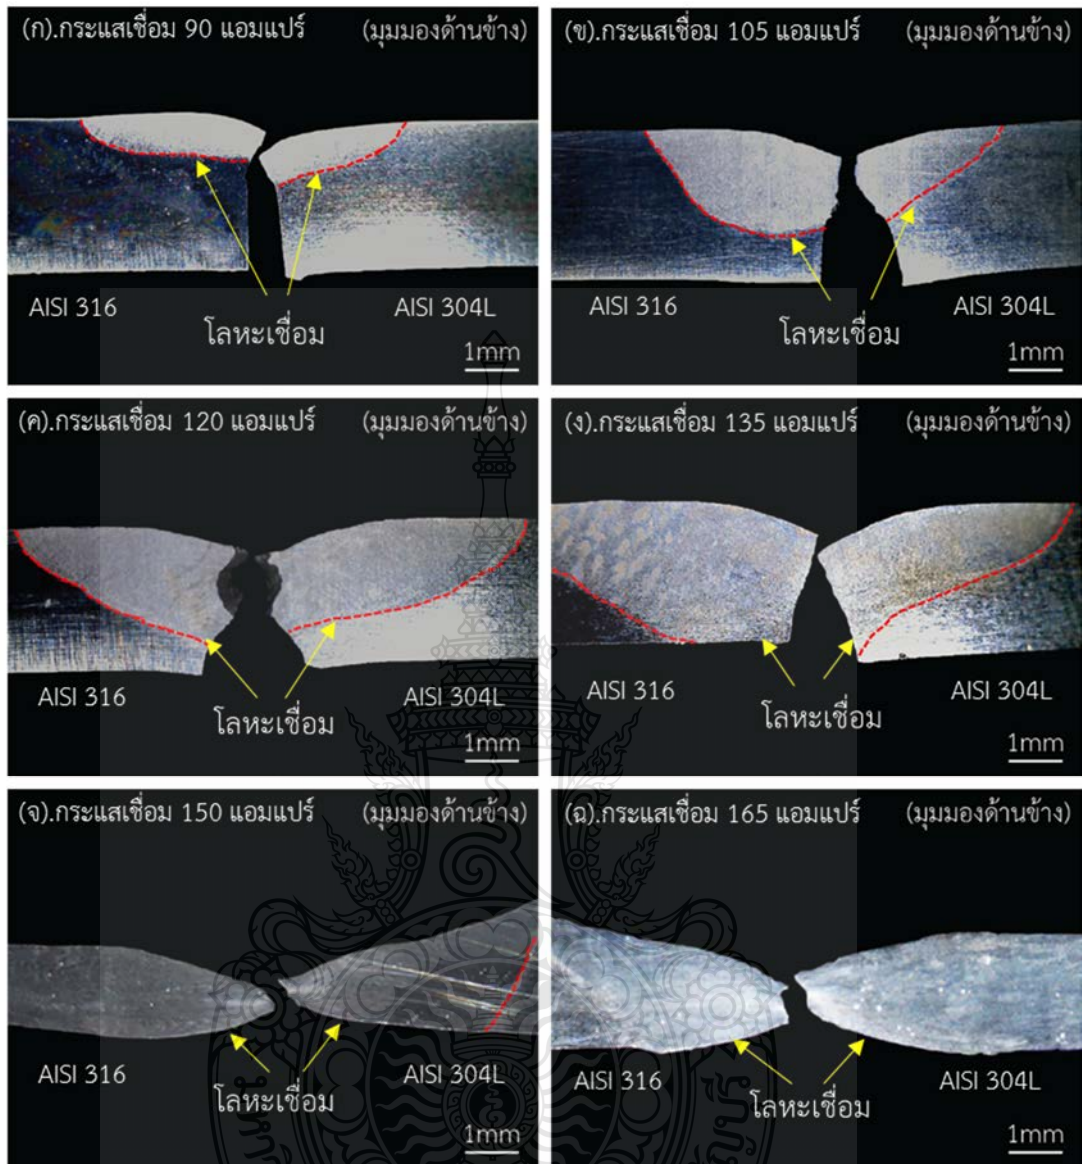 (ก).กระแสเชื่อม 90 แอมแปร์ (มุมมองด้านข้าง)
AISI 316
AISI 304L
โลหะเชื่อม
1mm
(ข).กระแสเชื่อม 105 แอมแปร์ (มุมมองด้านข้าง)
AISI 316
AISI 304L
โลหะเชื่อม
1mm
(ค).กระแสเชื่อม 120 แอมแปร์ (มุมมองด้านข้าง)
AISI 316
AISI 304L
โลหะเชื่อม
1mm
(ง).กระแสเชื่อม 135 แอมแปร์ (มุมมองด้านข้าง)
AISI 316
AISI 304L
โลหะเชื่อม
1mm
(จ).กระแสเชื่อม 150 แอมแปร์ (มุมมองด้านข้าง)
AISI 316
AISI 304L
โลหะเชื่อม
1mm
(ฉ).กระแสเชื่อม 165 แอมแปร์ (มุมมองด้านข้าง)
AISI 316
AISI 304L
โลหะเชื่อม
1mm